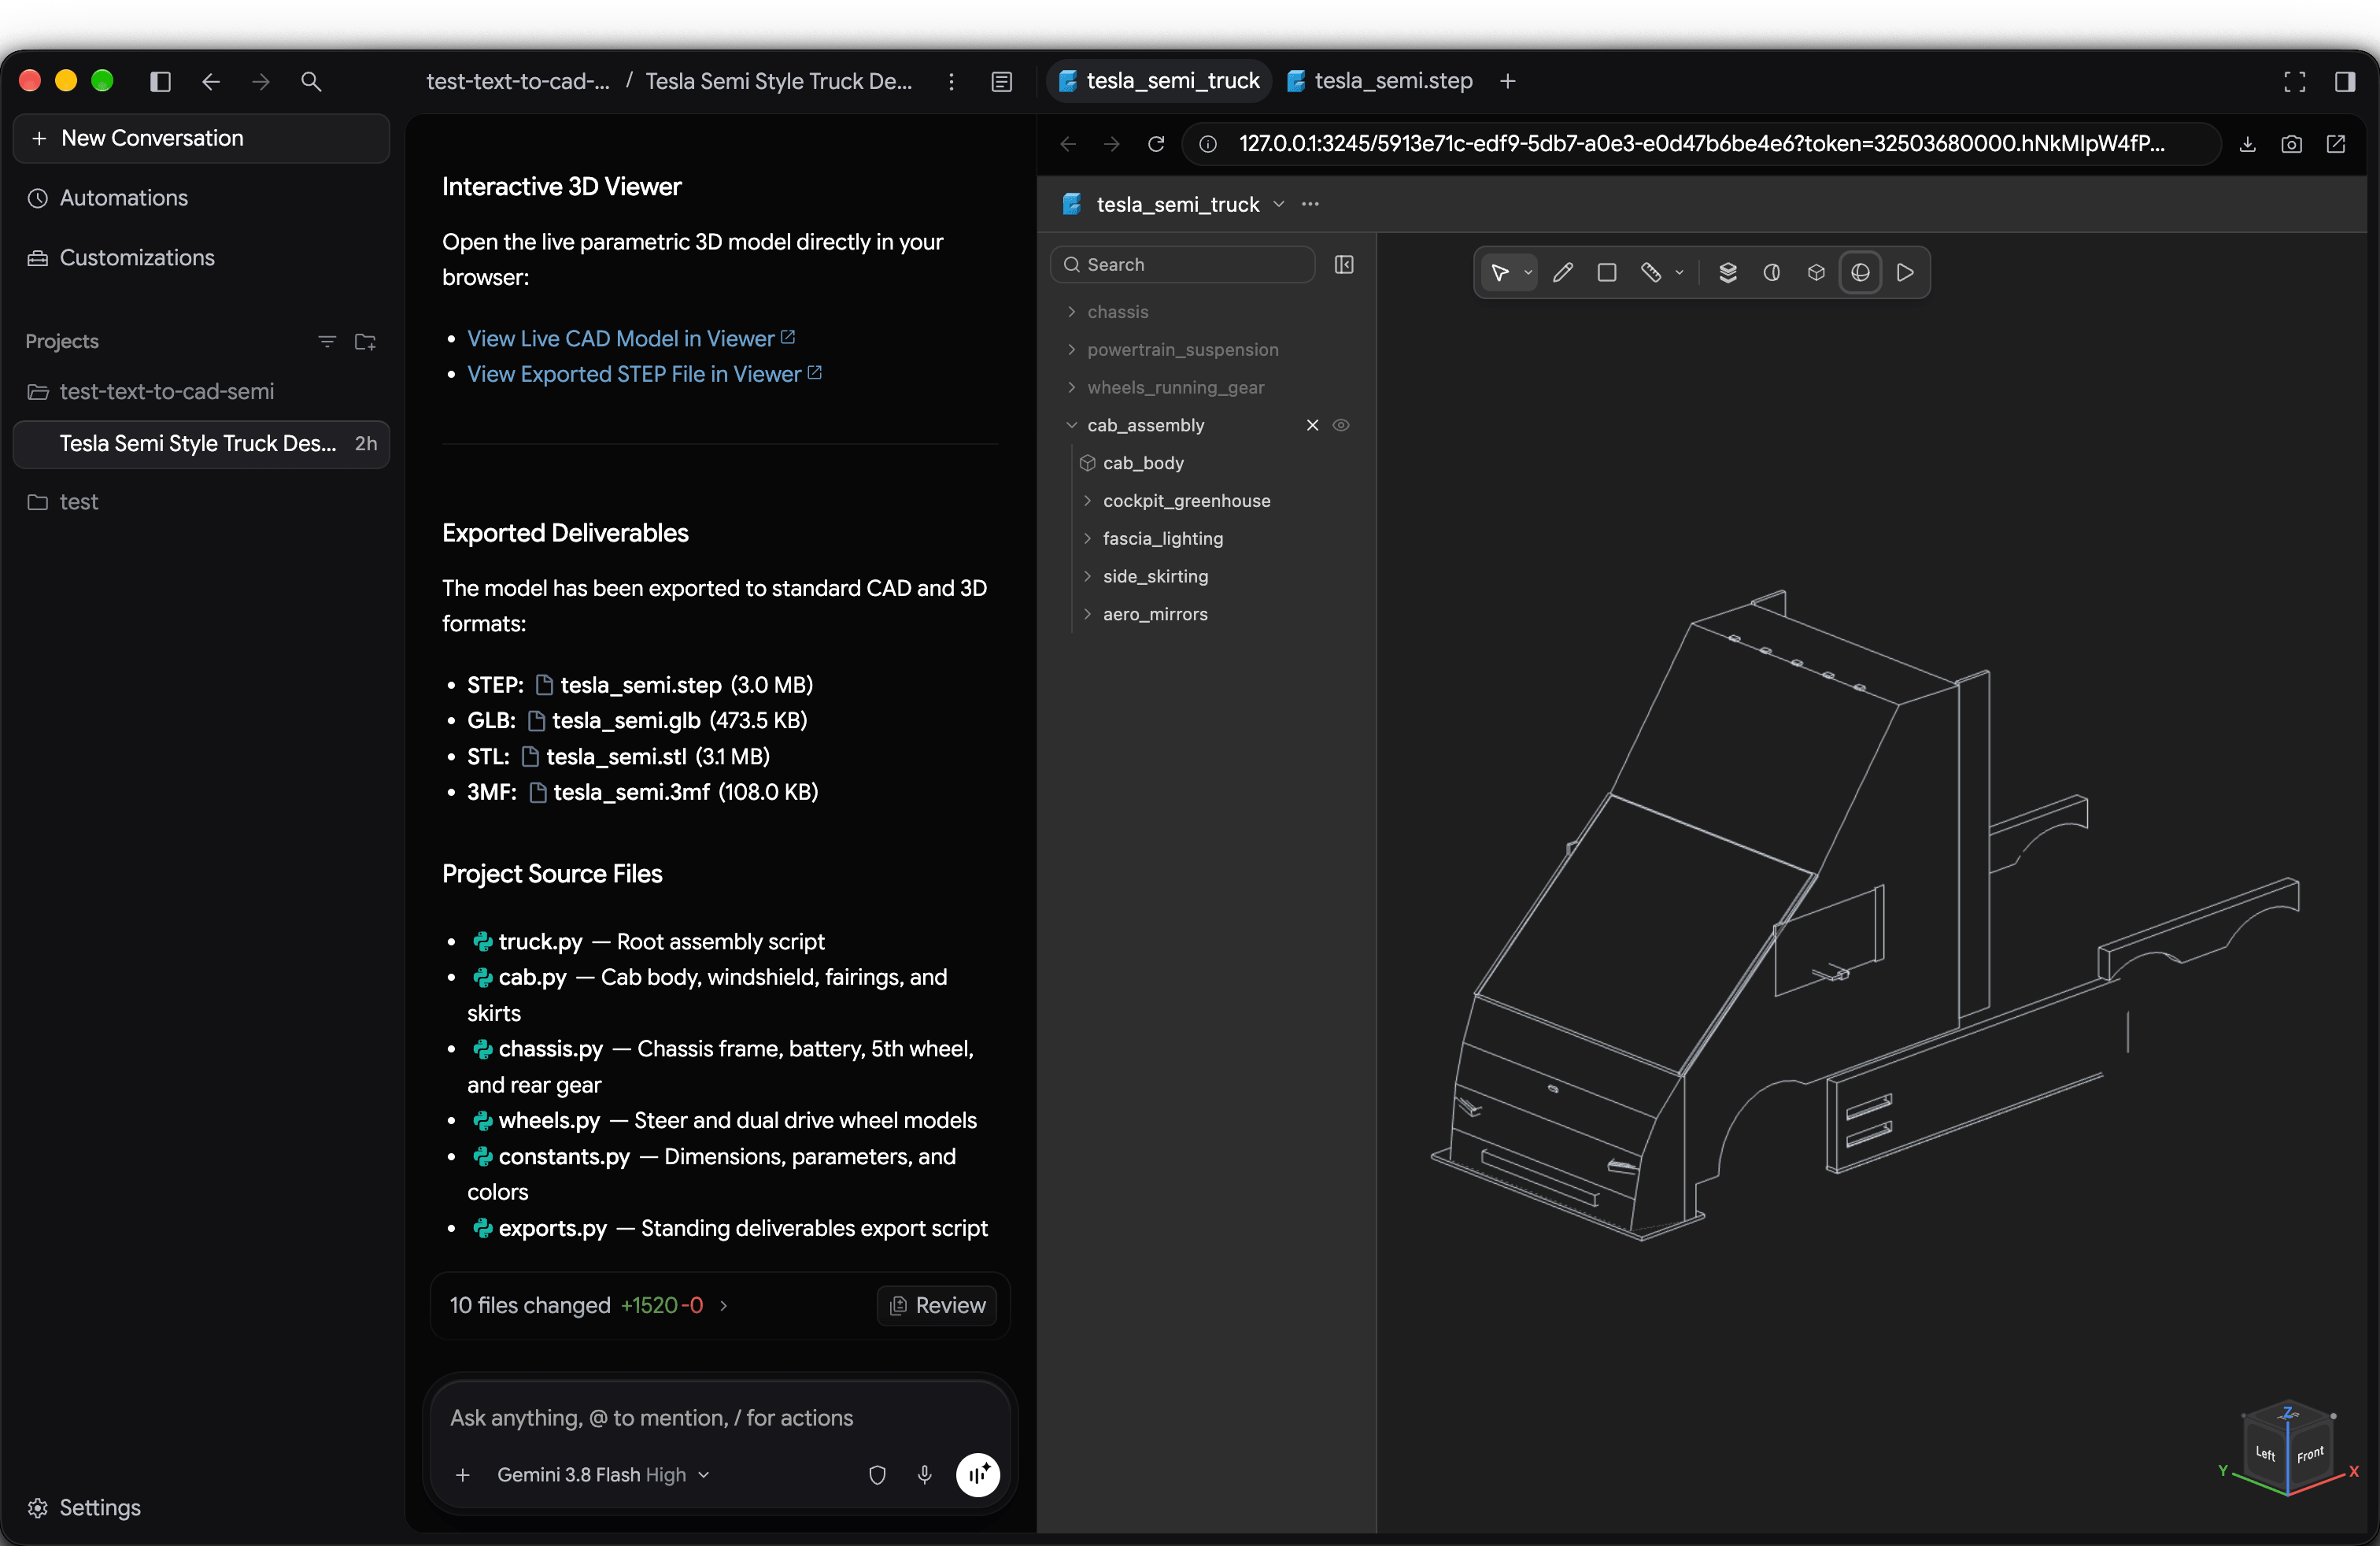 test-text-to-cad-... / Tesla Semi Style Truck De...
tesla_semi_truck
tesla_semi.step
New Conversation
Automations
Customizations
Projects
test-text-to-cad-semi
Tesla Semi Style Truck Des... 2h
test
Settings
Interactive 3D Viewer
Open the live parametric 3D model directly in your
browser:
• View Live CAD Model in Viewer
• View Exported STEP File in Viewer
Exported Deliverables
The model has been exported to standard CAD and 3D
formats:
• STEP: tesla_semi.step (3.0 MB)
• GLB: tesla_semi.glb (473.5 KB)
• STL: tesla_semi.stl (3.1 MB)
• 3MF: tesla_semi.3mf (108.0 KB)
Project Source Files
• truck.py — Root assembly script
• cab.py — Cab body, windshield, fairings, and
skirts
• chassis.py — Chassis frame, battery, 5th wheel,
and rear gear
• wheels.py — Steer and dual drive wheel models
• constants.py — Dimensions, parameters, and
colors
• exports.py — Standing deliverables export script
10 files changed +1520 -0
Review
Ask anything, @ to mention, / for actions
Gemini 3.8 Flash High
127.0.0.1:3245/5913e71c-edf9-5db7-a0e3-e0d47b6be4e6?token=32503680000.hNkMIpW4fP...
tesla_semi_truck
Search
chassis
powertrain_suspension
wheels_running_gear
cab_assembly
cab_body
cockpit_greenhouse
fascia_lighting
side_skirting
aero_mirrors
Z
Left
Front
Y
X